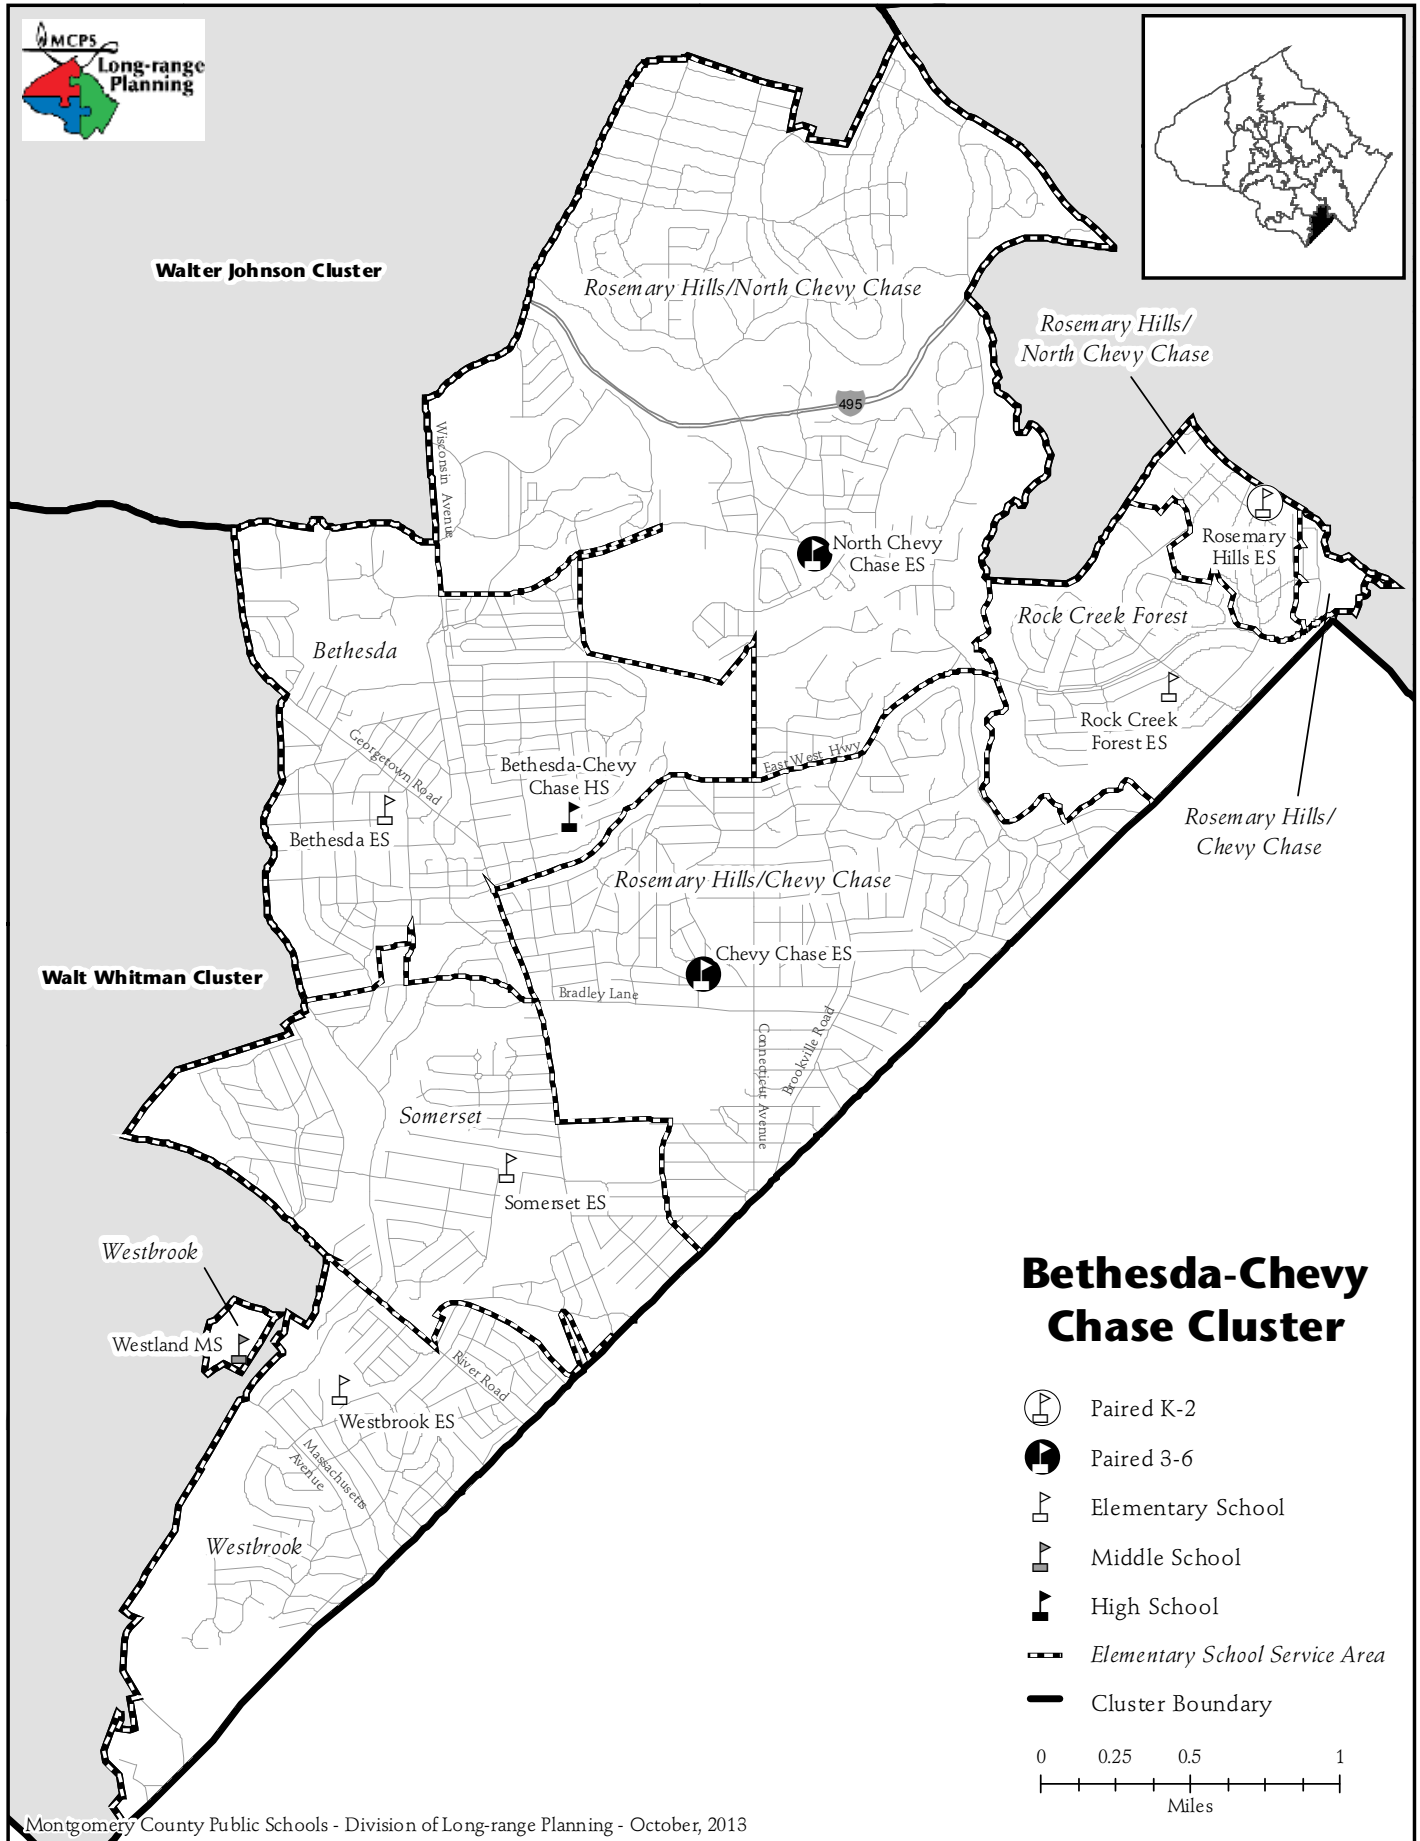 MCPS
Long-range
Planning
Walter Johnson Cluster
Rosemary Hills/North Chevy Chase
Rosemary Hills/
North Chevy Chase
495
Wisconsin Avenue
North Chevy
Chase ES
Rosemary
Hills ES
Rock Creek Forest
Bethesda
Rock Creek
Forest ES
Georgetown Road
Bethesda-Chevy
Chase HS
East West Hwy
Bethesda ES
Rosemary Hills/
Chevy Chase
Rosemary Hills/Chevy Chase
Chevy Chase ES
Walt Whitman Cluster
Bradley Lane
Connecticut Avenue
Brookville Road
Somerset
Somerset ES
Westbrook
Westland MS
River Road
Westbrook ES
Massachusetts
Avenue
Westbrook
Bethesda-Chevy
Chase Cluster
Paired K-2
Paired 3-6
Elementary School
Middle School
High School
Elementary School Service Area
Cluster Boundary
0 0.25 0.5 1
Miles
Montgomery County Public Schools - Division of Long-range Planning - October, 2013